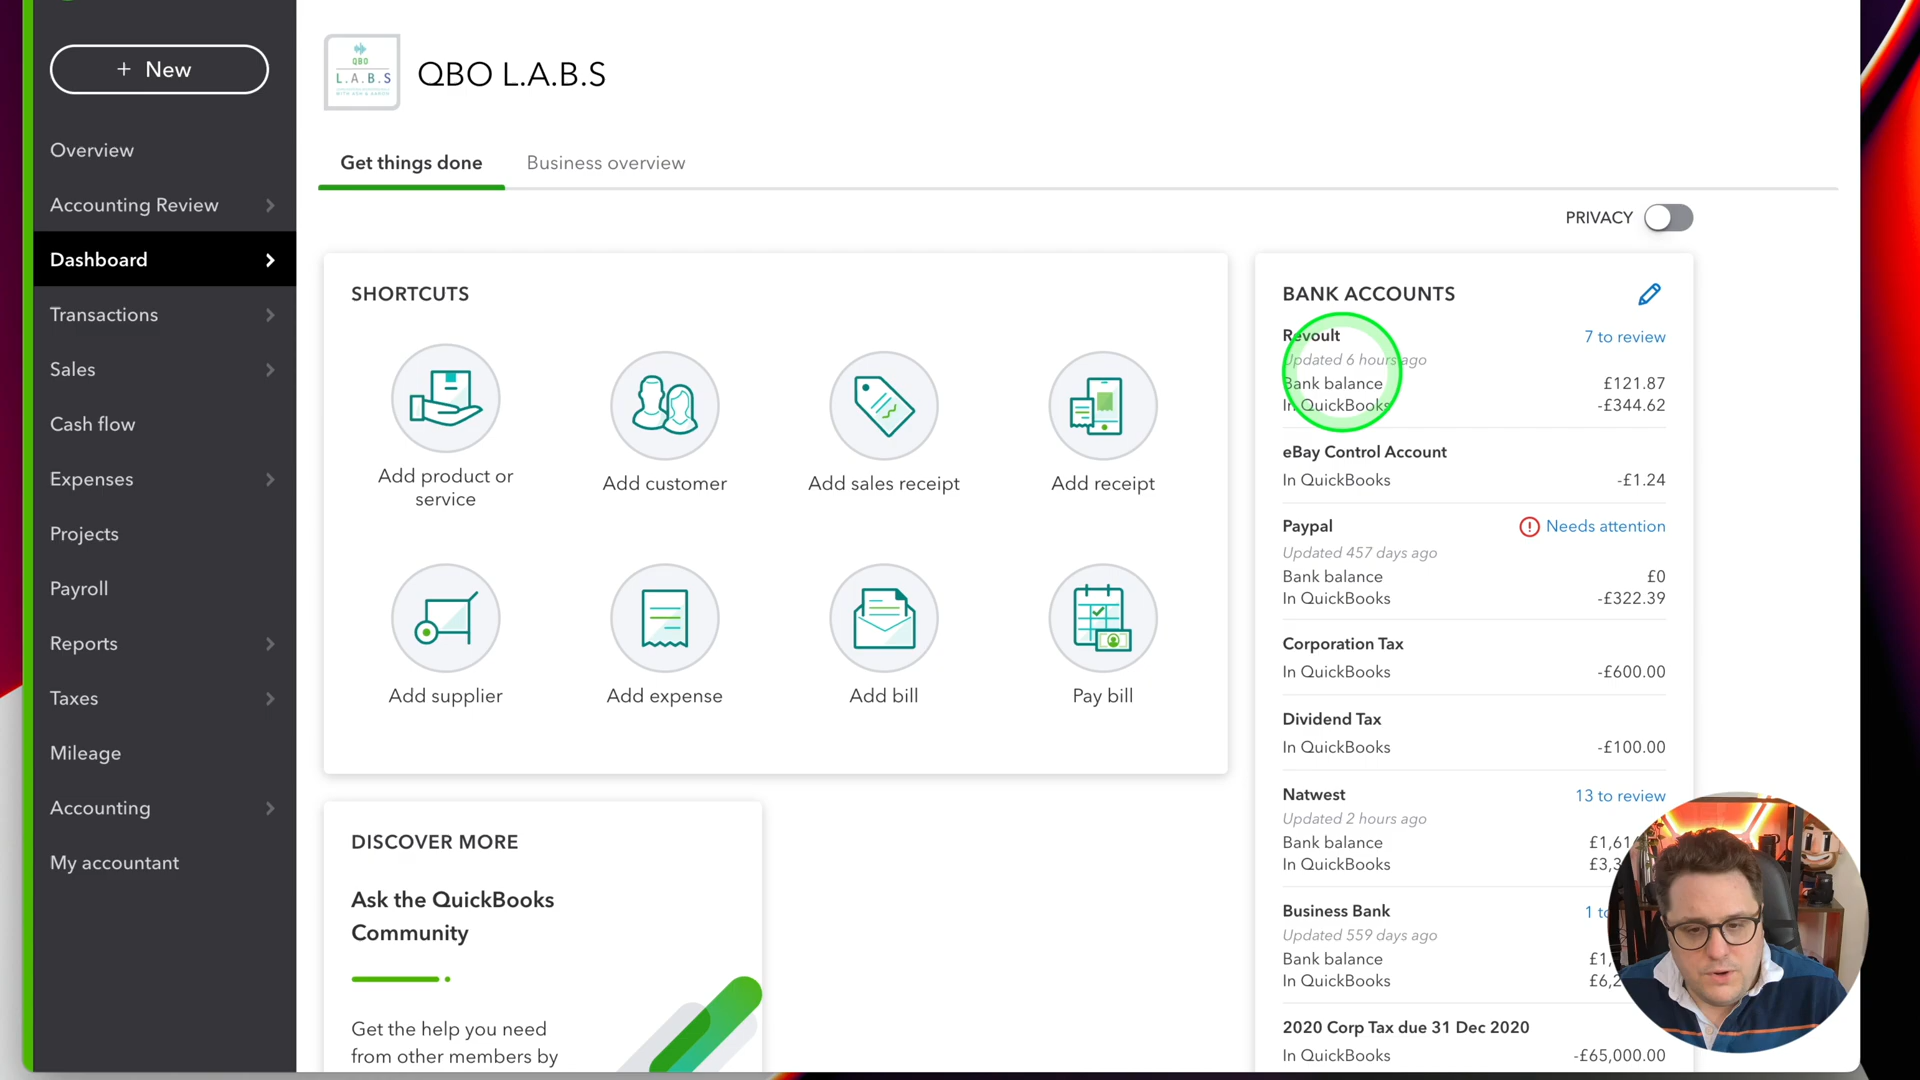 + New
Overview
Accounting Review
Dashboard
Transactions
Sales
Cash flow
Expenses
Projects
Payroll
Reports
Taxes
Mileage
Accounting
My accountant
QBO
L.A.B.S
QBO L.A.B.S
Get things done
Business overview
PRIVACY
SHORTCUTS
Add product or
service
Add customer
Add sales receipt
Add receipt
Add supplier
Add expense
Add bill
Pay bill
DISCOVER MORE
Ask the QuickBooks
Community
Get the help you need
from other members by
BANK ACCOUNTS
Revoult 7 to review
Updated 6 hours ago
Bank balance £121.87
In QuickBooks -£344.62
eBay Control Account
In QuickBooks -£1.24
Paypal Needs attention
Updated 457 days ago
Bank balance £0
In QuickBooks -£322.39
Corporation Tax
In QuickBooks -£600.00
Dividend Tax
In QuickBooks -£100.00
Natwest 13 to review
Updated 2 hours ago
Bank balance
In QuickBooks
Business Bank 1
Updated 559 days ago
Bank balance
In QuickBooks
2020 Corp Tax due 31 Dec 2020
In QuickBooks -£65,000.00